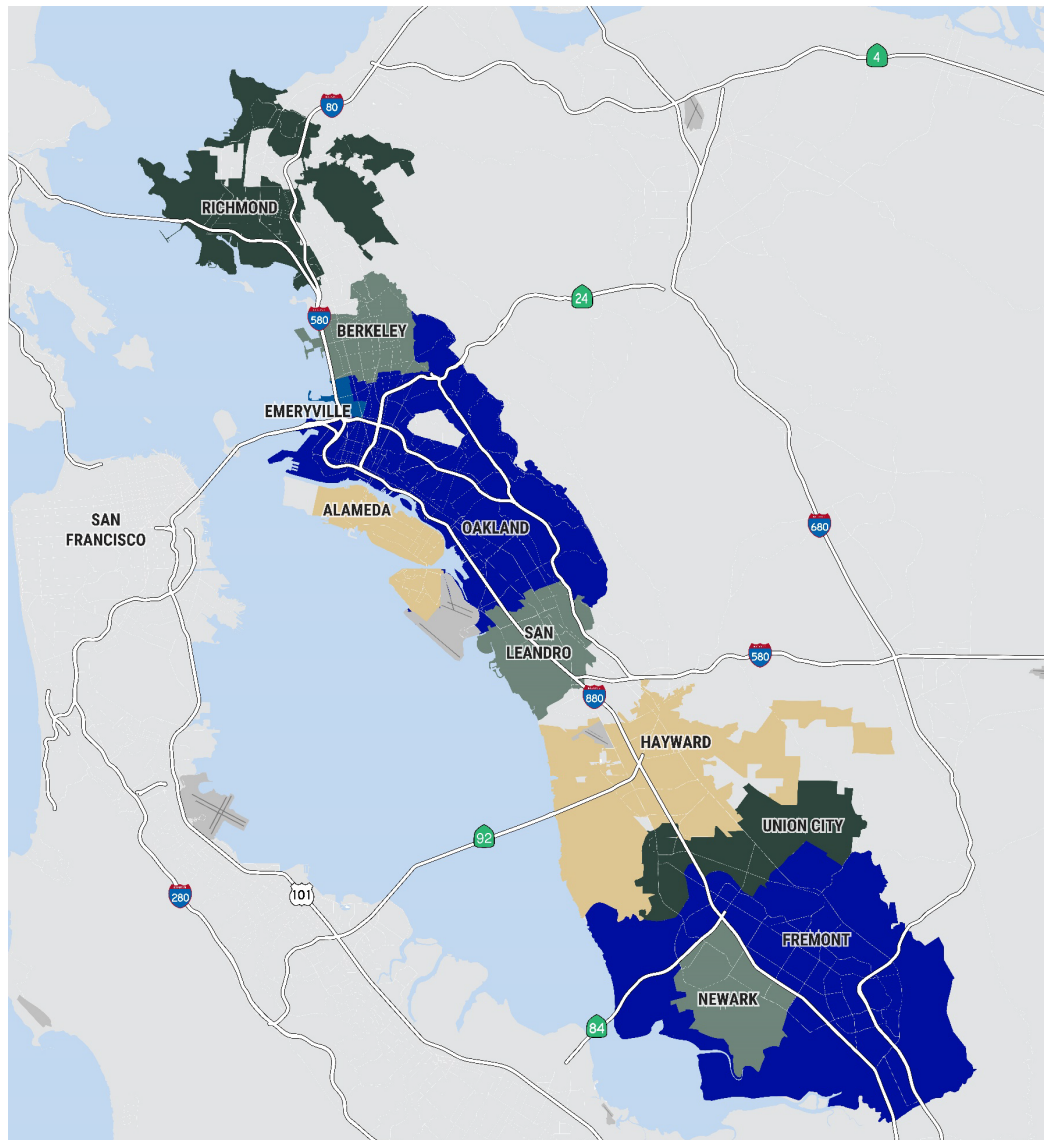 4
80
RICHMOND
24
580
BERKELEY
EMERYVILLE
ALAMEDA
SAN
FRANCISCO
OAKLAND
680
SAN
LEANDRO
580
880
HAYWARD
UNION CITY
92
280
101
FREMONT
NEWARK
84